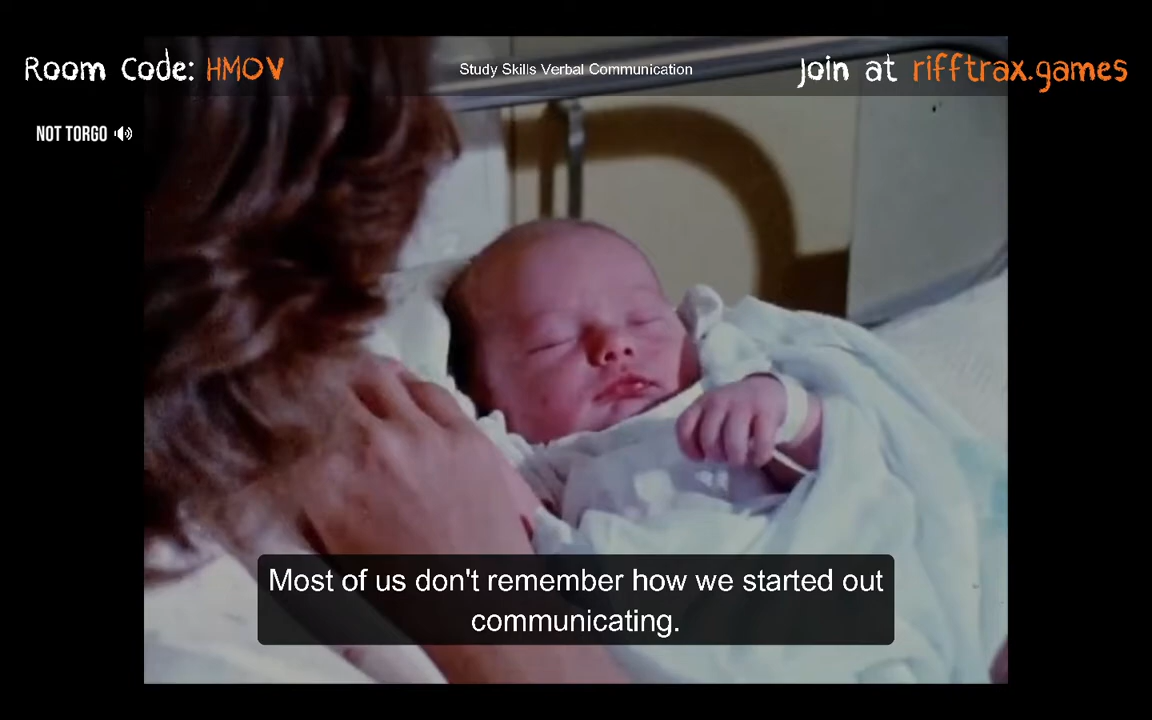 Room Code: HMOV
Study Skills Verbal Communication
Join at rifftrax.games
NOT TORGO
Most of us don't remember how we started out
communicating.